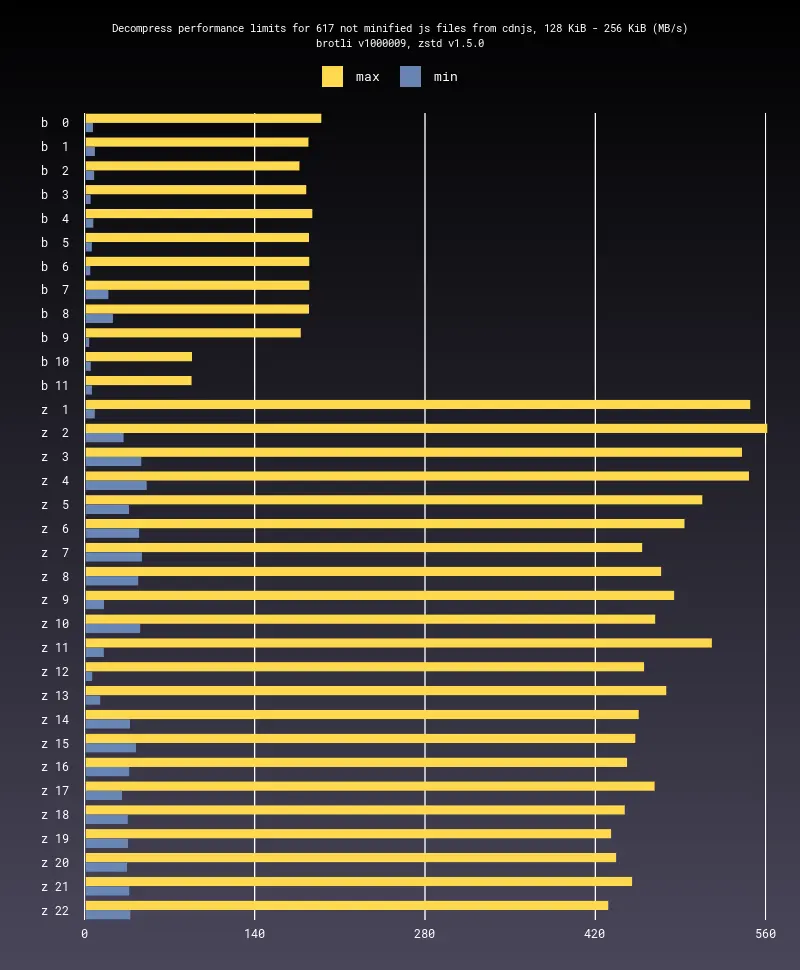 Decompress performance limits for 617 not minified js files from cdnjs, 128 KiB - 256 KiB (MB/s)
brotli v1000009, zstd v1.5.0
max min
b 0
b 1
b 2
b 3
b 4
b 5
b 6
b 7
b 8
b 9
b 10
b 11
z 1
z 2
z 3
z 4
z 5
z 6
z 7
z 8
z 9
z 10
z 11
z 12
z 13
z 14
z 15
z 16
z 17
z 18
z 19
z 20
z 21
z 22
0 140 280 420 560